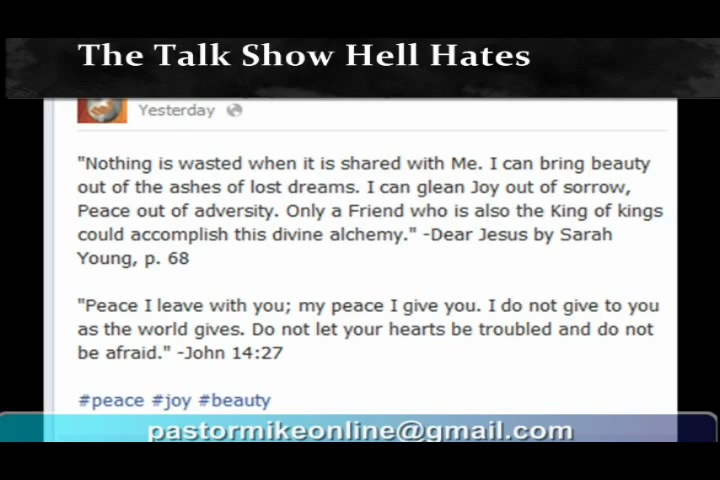 The Talk Show Hell Hates
Yesterday
"Nothing is wasted when it is shared with Me. I can bring beauty
out of the ashes of lost dreams. I can glean Joy out of sorrow,
Peace out of adversity. Only a Friend who is also the King of kings
could accomplish this divine alchemy." -Dear Jesus by Sarah
Young, p. 68
"Peace I leave with you; my peace I give you. I do not give to you
as the world gives. Do not let your hearts be troubled and do not
be afraid." -John 14:27
#peace #joy #beauty
pastormikeonline@gmail.com